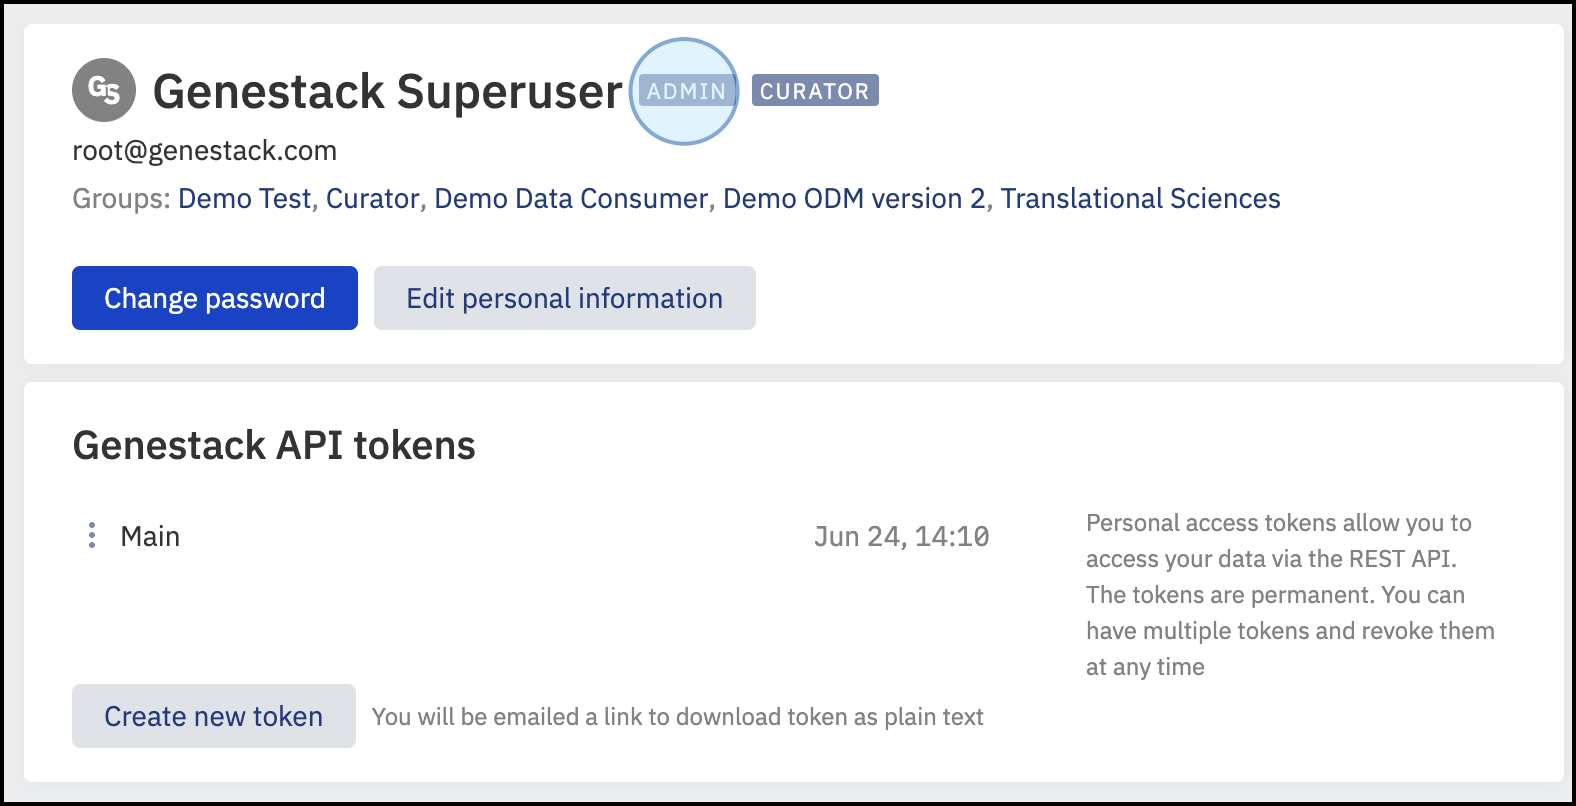 GS Genestack Superuser ADMIN CURATOR
root@genestack.com
Groups: Demo Test, Curator, Demo Data Consumer, Demo ODM version 2, Translational Sciences
Change password Edit personal information
Genestack API tokens
Main Jun 24, 14:10
Personal access tokens allow you to
access your data via the REST API.
The tokens are permanent. You can
have multiple tokens and revoke them
at any time
Create new token You will be emailed a link to download token as plain text